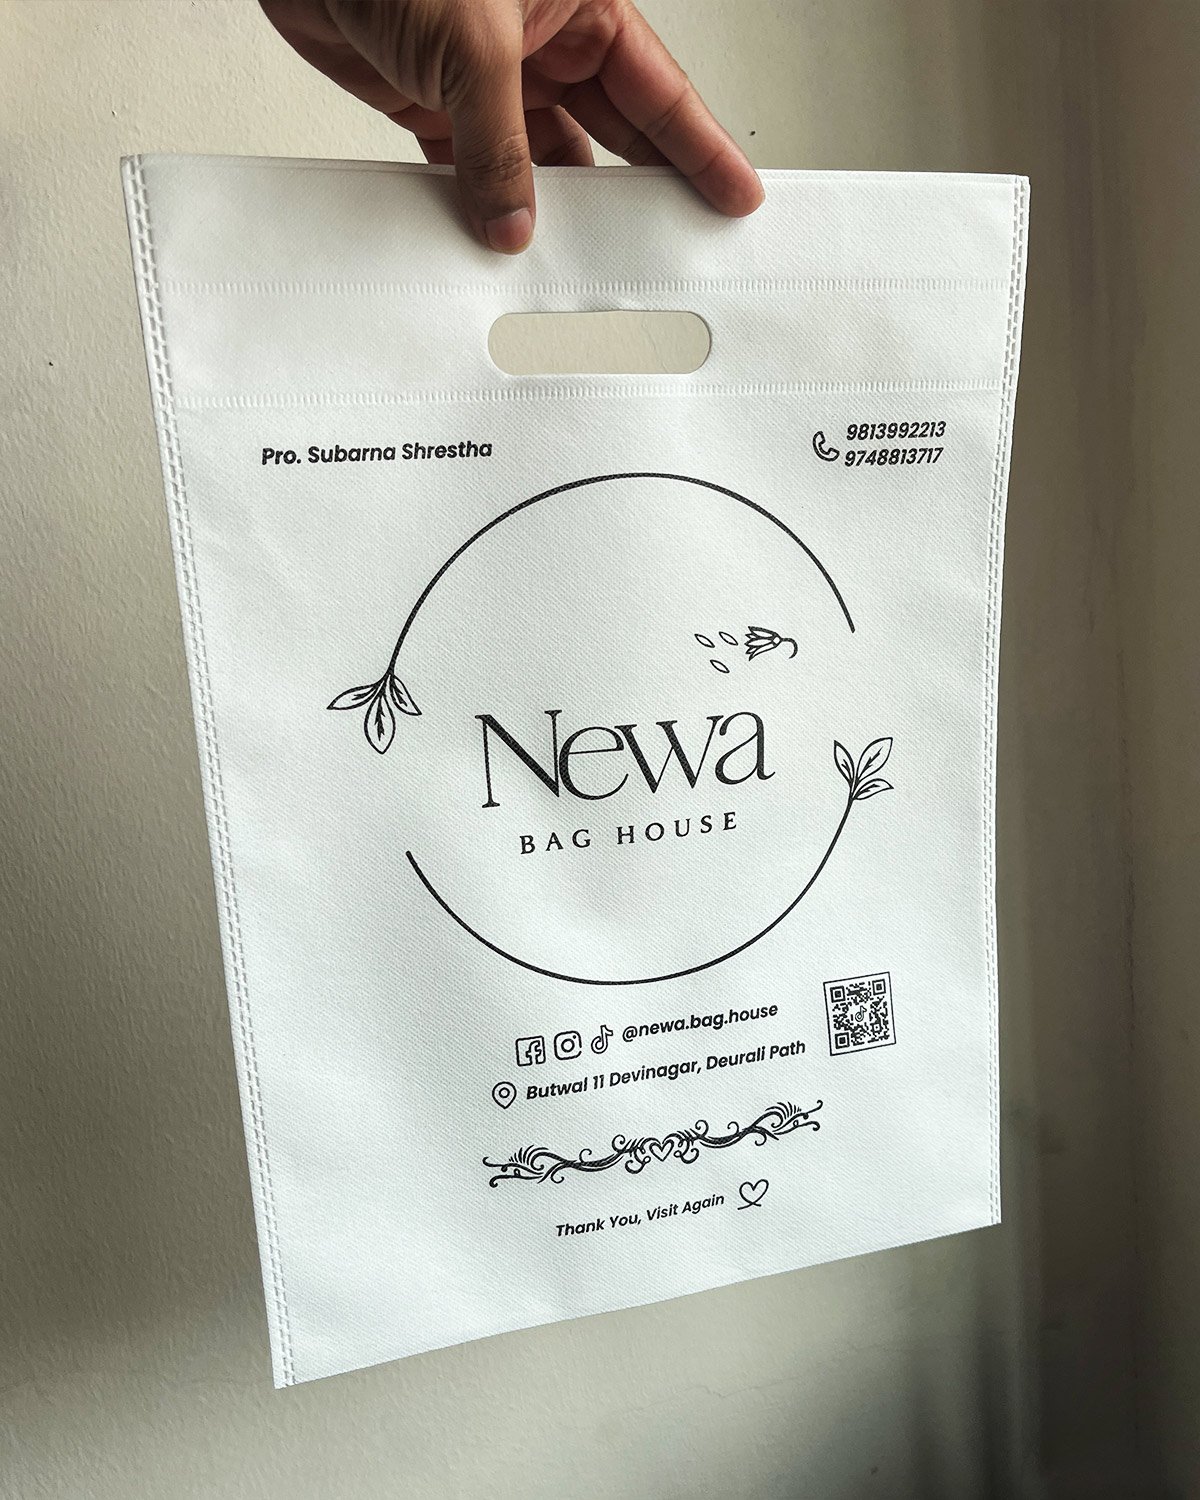 Pro. Subarna Shrestha
9813992213
9748813717
Newa
BAG HOUSE
@newa.bag.house
Butwal 11 Devinagar, Deurali Path
Thank You, Visit Again